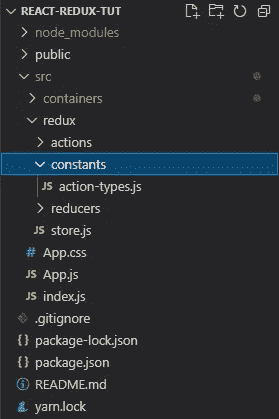 REACT-REDUX-TUT
node_modules
public
src
containers
redux
actions
constants
JS action-types.js
reducers
JS store.js
# App.css
JS App.js
JS index.js
.gitignore
{} package-lock.json
{} package.json
README.md
yarn.lock